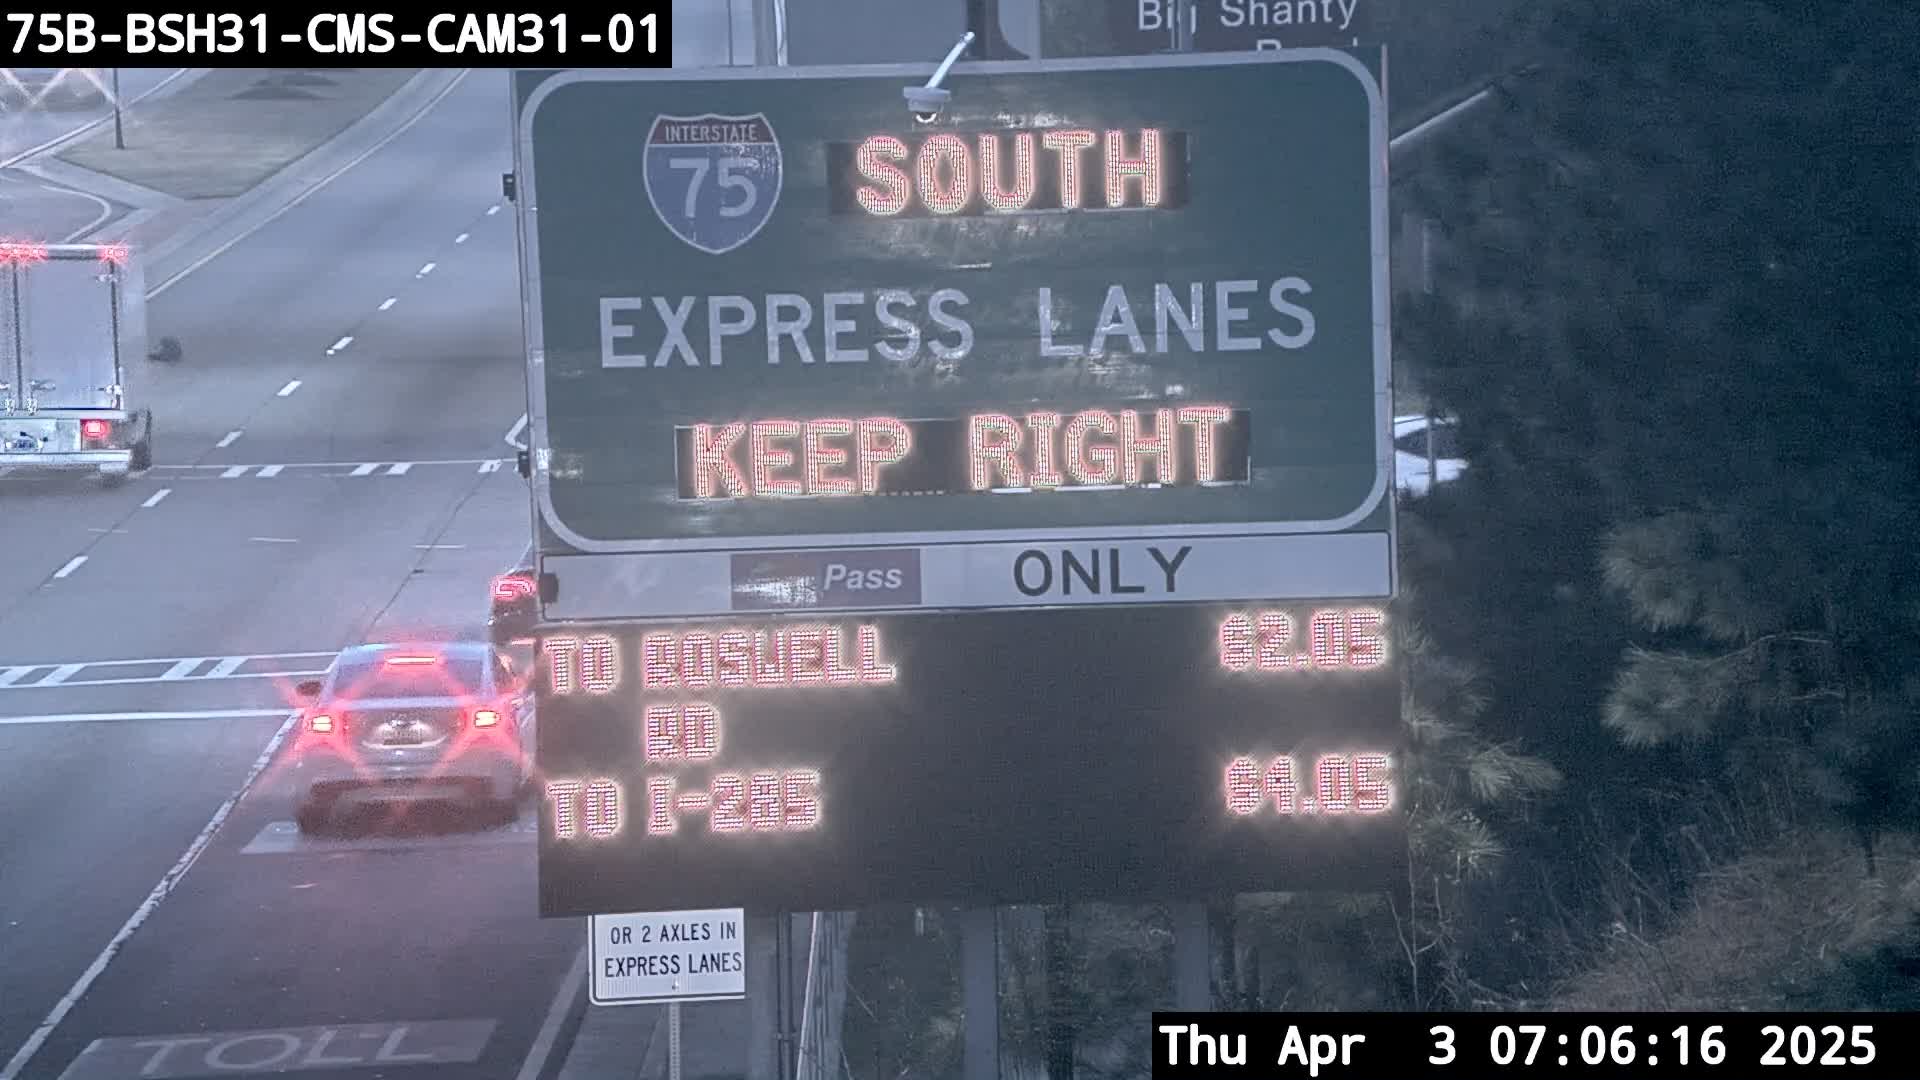 75B-BSH31-CMS-CAM31-01
Big Shanty
INTERSTATE
75
SOUTH
EXPRESS LANES
KEEP RIGHT
Pass ONLY
TO ROSWELL $2.05
RD
TO I-285 $4.05
OR 2 AXLES IN
EXPRESS LANES
TOLL
Thu Apr 3 07:06:16 2025